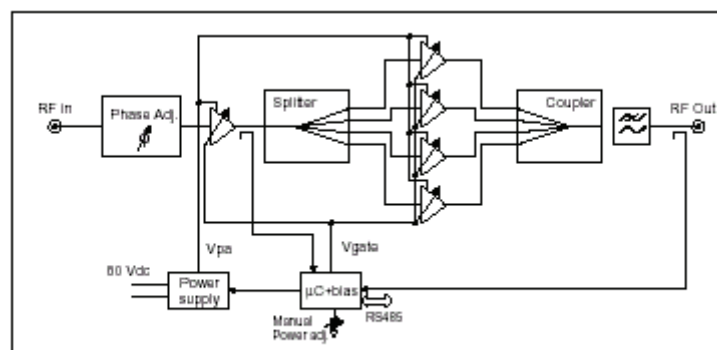 RF in
Phase Adj.
Splitter
Coupler
RF Out
Vpa
Vgate
60 Vdc
Power
supply
µC+bias
RS485
Manual
Power adj.